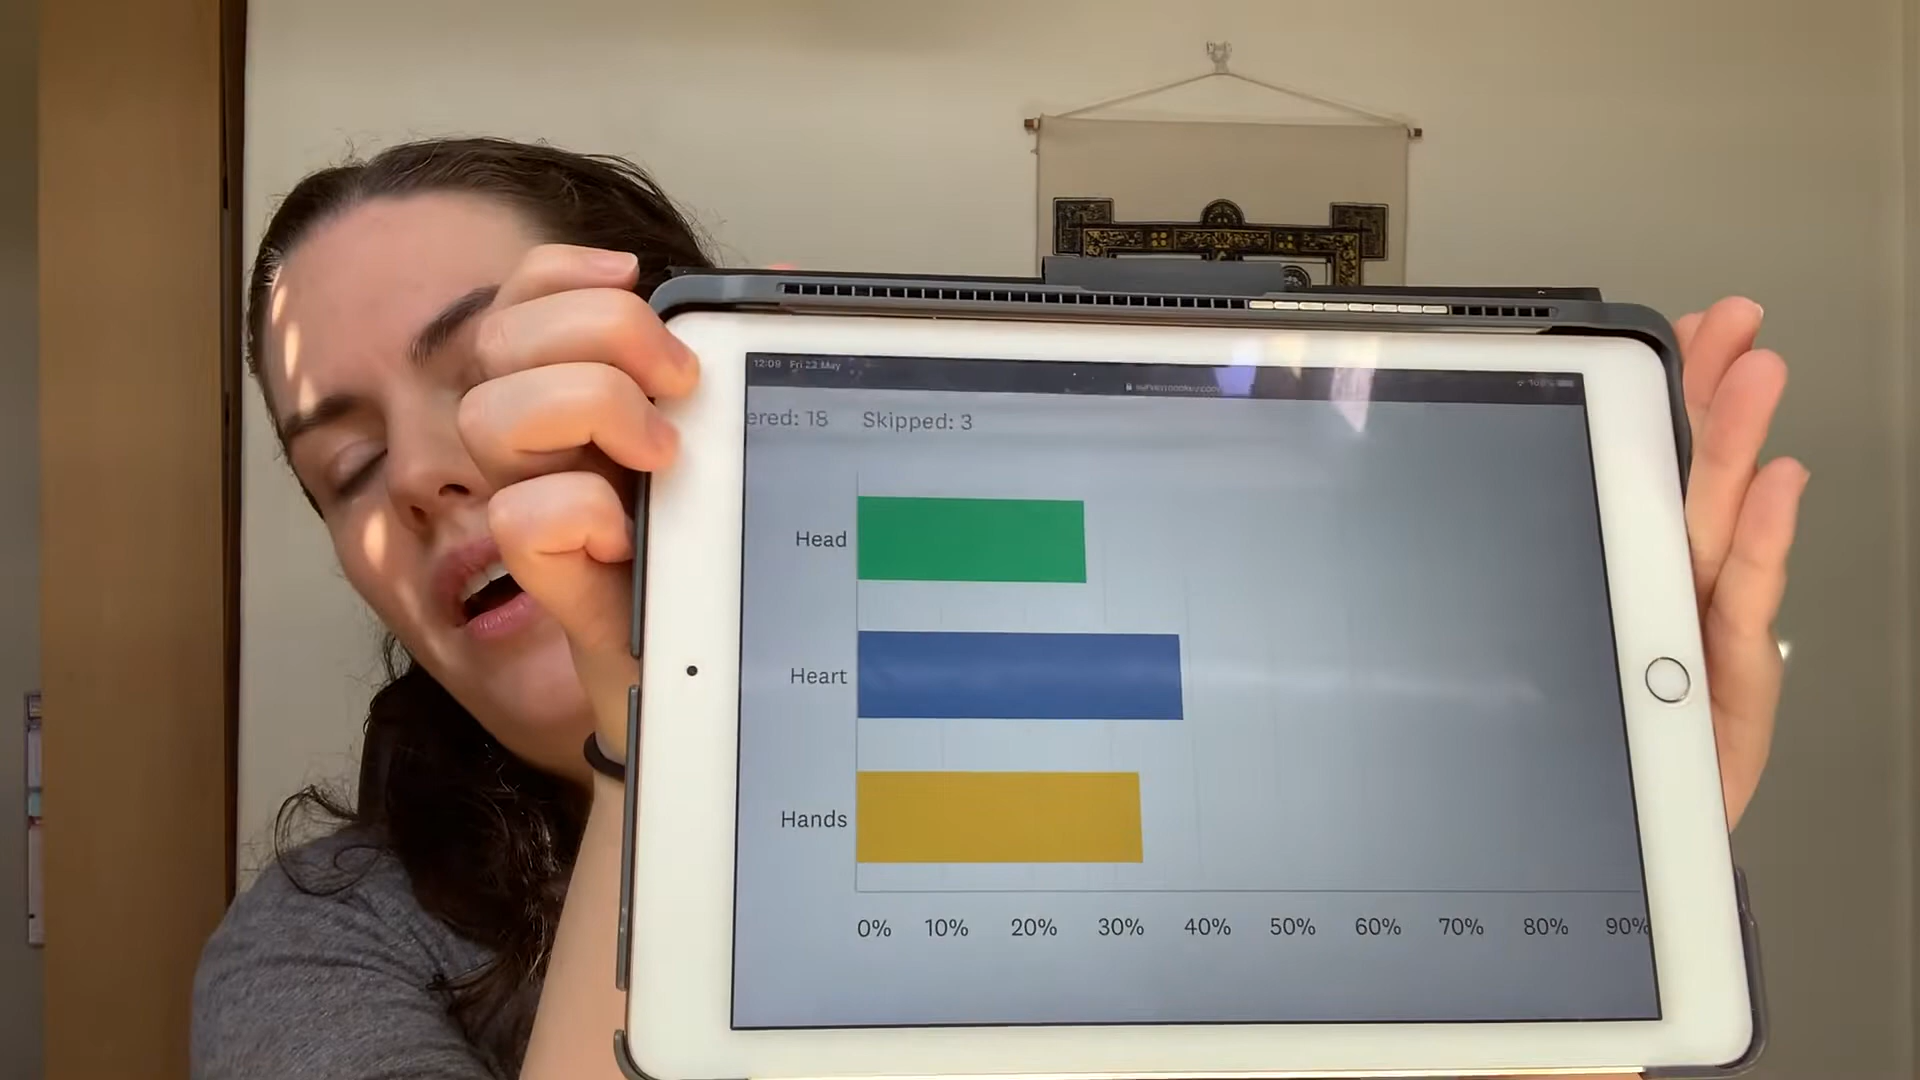 12:09 Fri 22 May
100%
ered: 18 Skipped: 3
Head
Heart
Hands
0% 10% 20% 30% 40% 50% 60% 70% 80% 90%